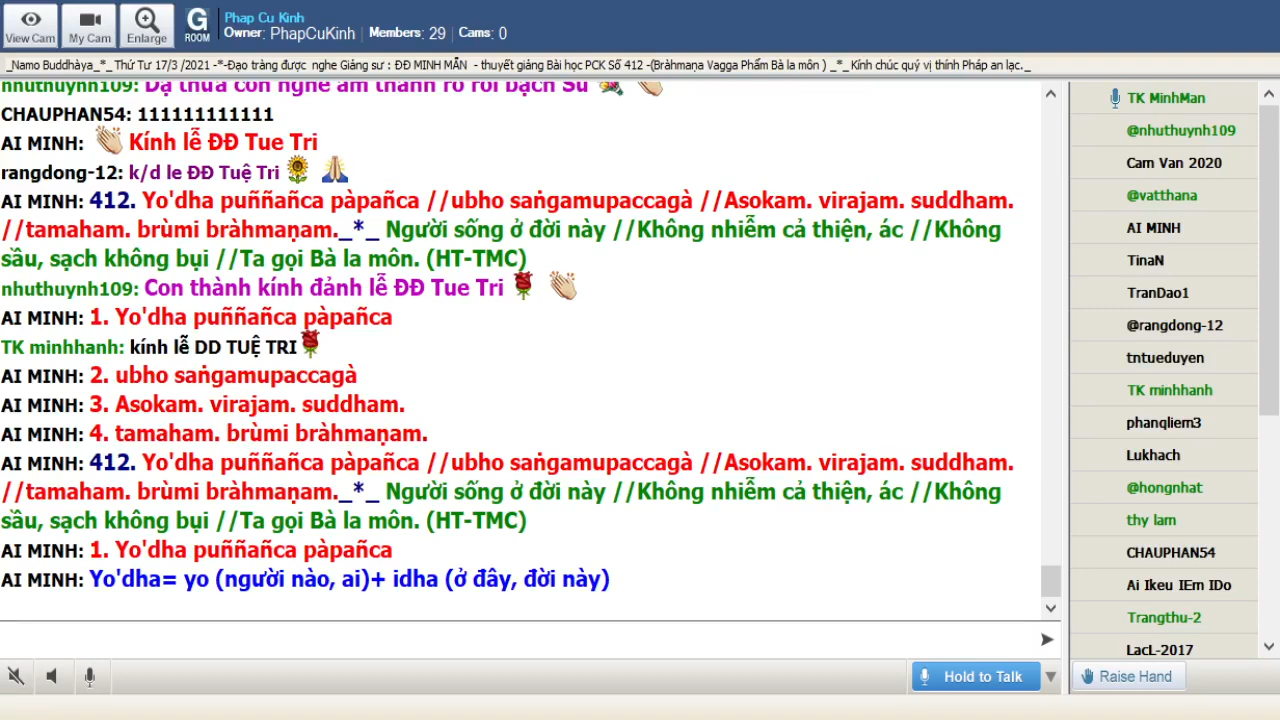 View Cam
My Cam
Enlarge
G
ROOM
Phap Cu Kinh
Owner: PhapCuKinh | Members: 29 | Cams: 0
_Namo Buddhàya_*_ Thứ Tư 17/3 /2021 -*-Đạo tràng được nghe Giảng sư : ĐĐ MINH MẪN - thuyết giảng Bài học PCK Số 412 -(Bràhmaṇa Vagga Phẩm Bà la môn ) _*_ Kính chúc quý vị thính Pháp an lạc._
nhuthuynh109: Dạ thưa con nghe âm thanh rõ rồi bạch Sư
CHAUPHAN54: 111111111111
AI MINH: Kính lễ ĐĐ Tue Tri
rangdong-12: k/d le ĐĐ Tuệ Tri
AI MINH: 412. Yo'dha puññañca pàpañca //ubho saṅgamupaccagà //Asokam. virajam. suddham.
//tamaham. brùmi bràhmaṇam._*_ Người sống ở đời này //Không nhiễm cả thiện, ác //Không
sầu, sạch không bụi //Ta gọi Bà la môn. (HT-TMC)
nhuthuynh109: Con thành kính đảnh lễ ĐĐ Tue Tri
AI MINH: 1. Yo'dha puññañca pàpañca
TK minhhanh: kính lễ DD TUỆ TRI
AI MINH: 2. ubho saṅgamupaccagà
AI MINH: 3. Asokam. virajam. suddham.
AI MINH: 4. tamaham. brùmi bràhmaṇam.
AI MINH: 412. Yo'dha puññañca pàpañca //ubho saṅgamupaccagà //Asokam. virajam. suddham.
//tamaham. brùmi bràhmaṇam._*_ Người sống ở đời này //Không nhiễm cả thiện, ác //Không
sầu, sạch không bụi //Ta gọi Bà la môn. (HT-TMC)
AI MINH: 1. Yo'dha puññañca pàpañca
AI MINH: Yo'dha= yo (người nào, ai)+ idha (ở đây, đời này)
Hold to Talk
TK MinhMan
@nhuthuynh109
Cam Van 2020
@vatthana
AI MINH
TinaN
TranDao1
@rangdong-12
tntueduyen
TK minhhanh
phanqliem3
Lukhach
@hongnhat
thy lam
CHAUPHAN54
Ai Ikeu IEm IDo
Trangthu-2
LacL-2017
Raise Hand